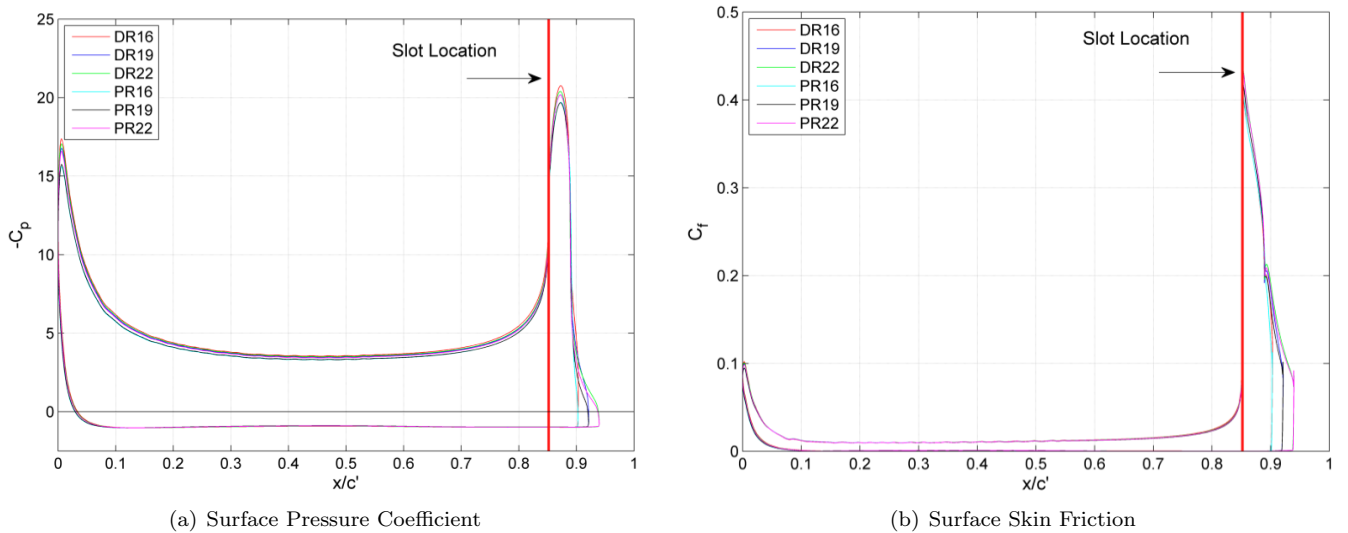 25
20
15
10
5
0
-Cp
DR16
DR19
DR22
PR16
PR19
PR22
Slot Location
0 0.1 0.2 0.3 0.4 0.5 0.6 0.7 0.8 0.9 1
x/c'
(a) Surface Pressure Coefficient
0.5
0.4
0.3
0.2
0.1
0
Cf
DR16
DR19
DR22
PR16
PR19
PR22
Slot Location
0 0.1 0.2 0.3 0.4 0.5 0.6 0.7 0.8 0.9 1
x/c'
(b) Surface Skin Friction